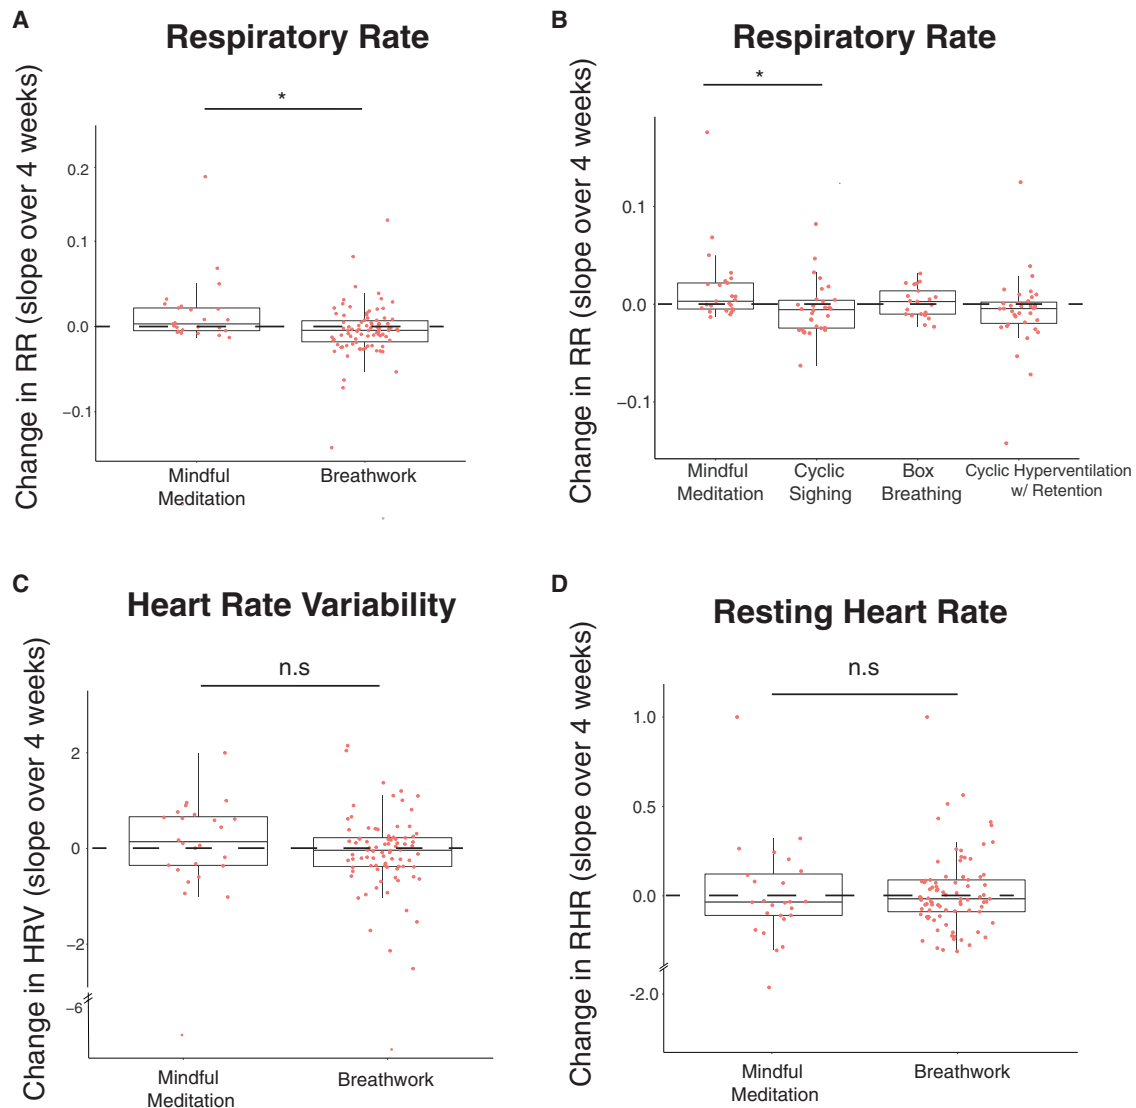 A
Respiratory Rate
Change in RR (slope over 4 weeks)
*
0.2
0.1
0.0
−0.1
Mindful
Meditation
Breathwork
B
Respiratory Rate
Change in RR (slope over 4 weeks)
*
0.1
0.0
−0.1
Mindful
Meditation
Cyclic
Sighing
Box
Breathing
Cyclic Hyperventilation
w/ Retention
C
Heart Rate Variability
Change in HRV (slope over 4 weeks)
n.s
2
0
−2
−6
Mindful
Meditation
Breathwork
D
Resting Heart Rate
Change in RHR (slope over 4 weeks)
n.s
1.0
0.5
0.0
-2.0
Mindful
Meditation
Breathwork